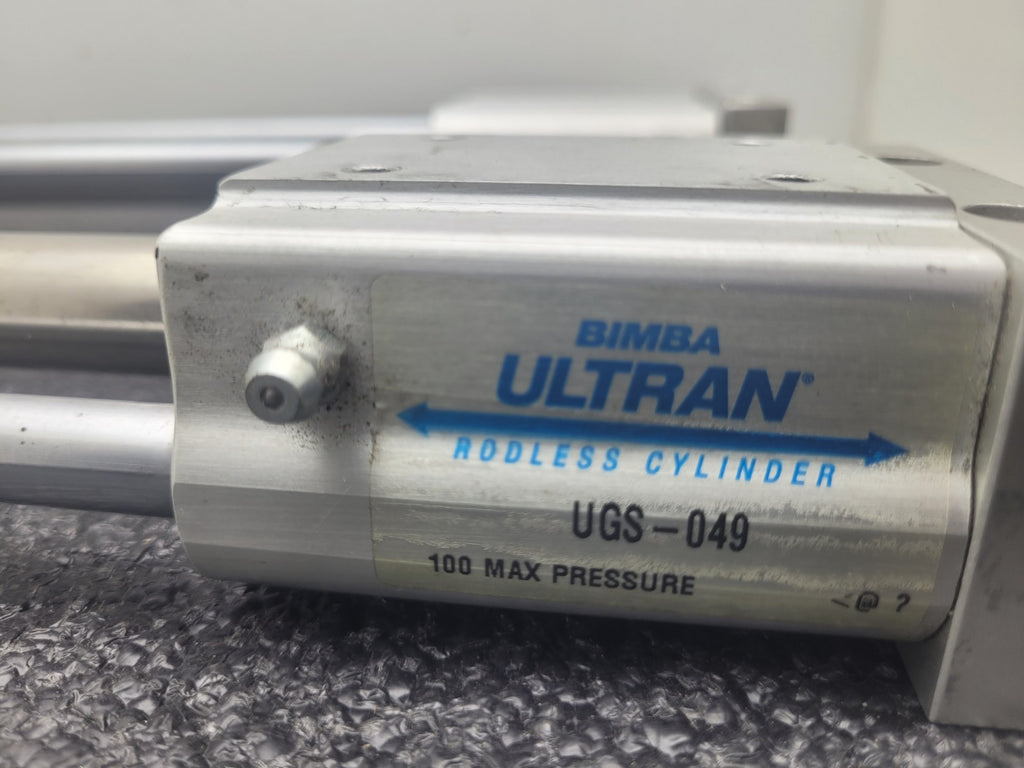 BIMBA
ULTRAN®
RODLESS CYLINDER
UGS-049
100 MAX PRESSURE